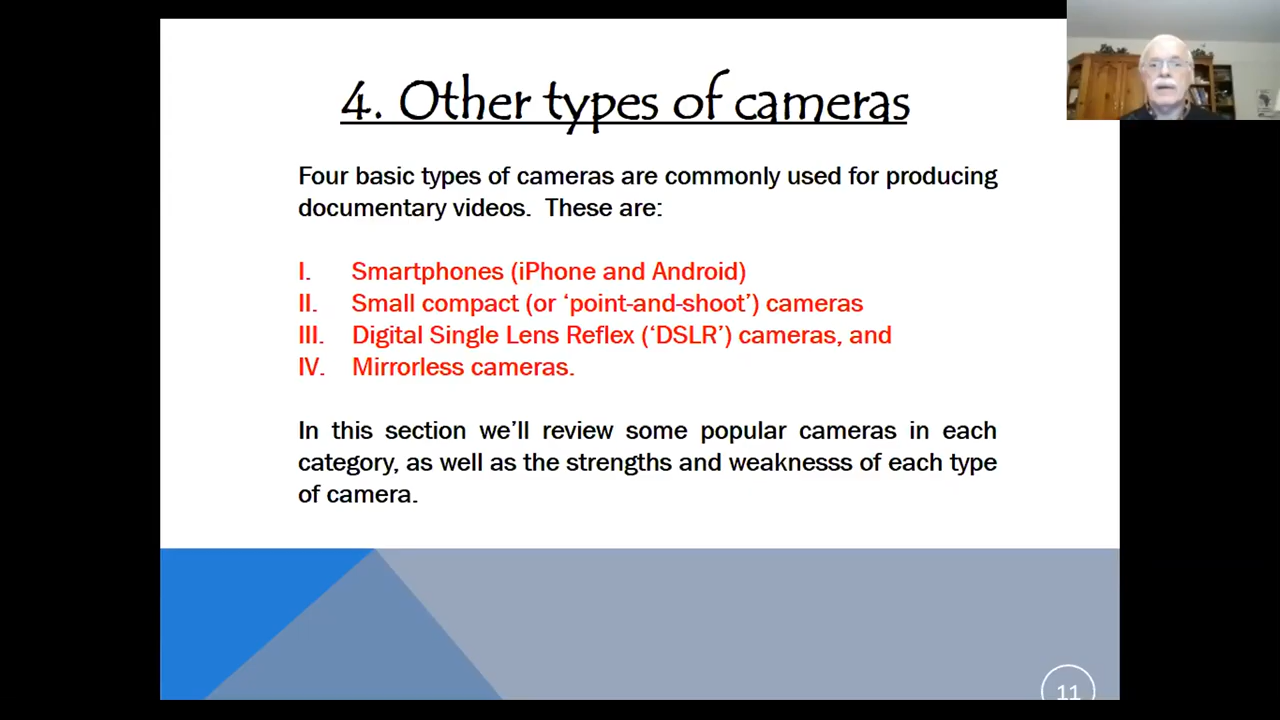 4. Other types of cameras
Four basic types of cameras are commonly used for producing
documentary videos. These are:
I. Smartphones (iPhone and Android)
II. Small compact (or ‘point-and-shoot’) cameras
III. Digital Single Lens Reflex (‘DSLR’) cameras, and
IV. Mirrorless cameras.
In this section we’ll review some popular cameras in each
category, as well as the strengths and weaknesss of each type
of camera.
11